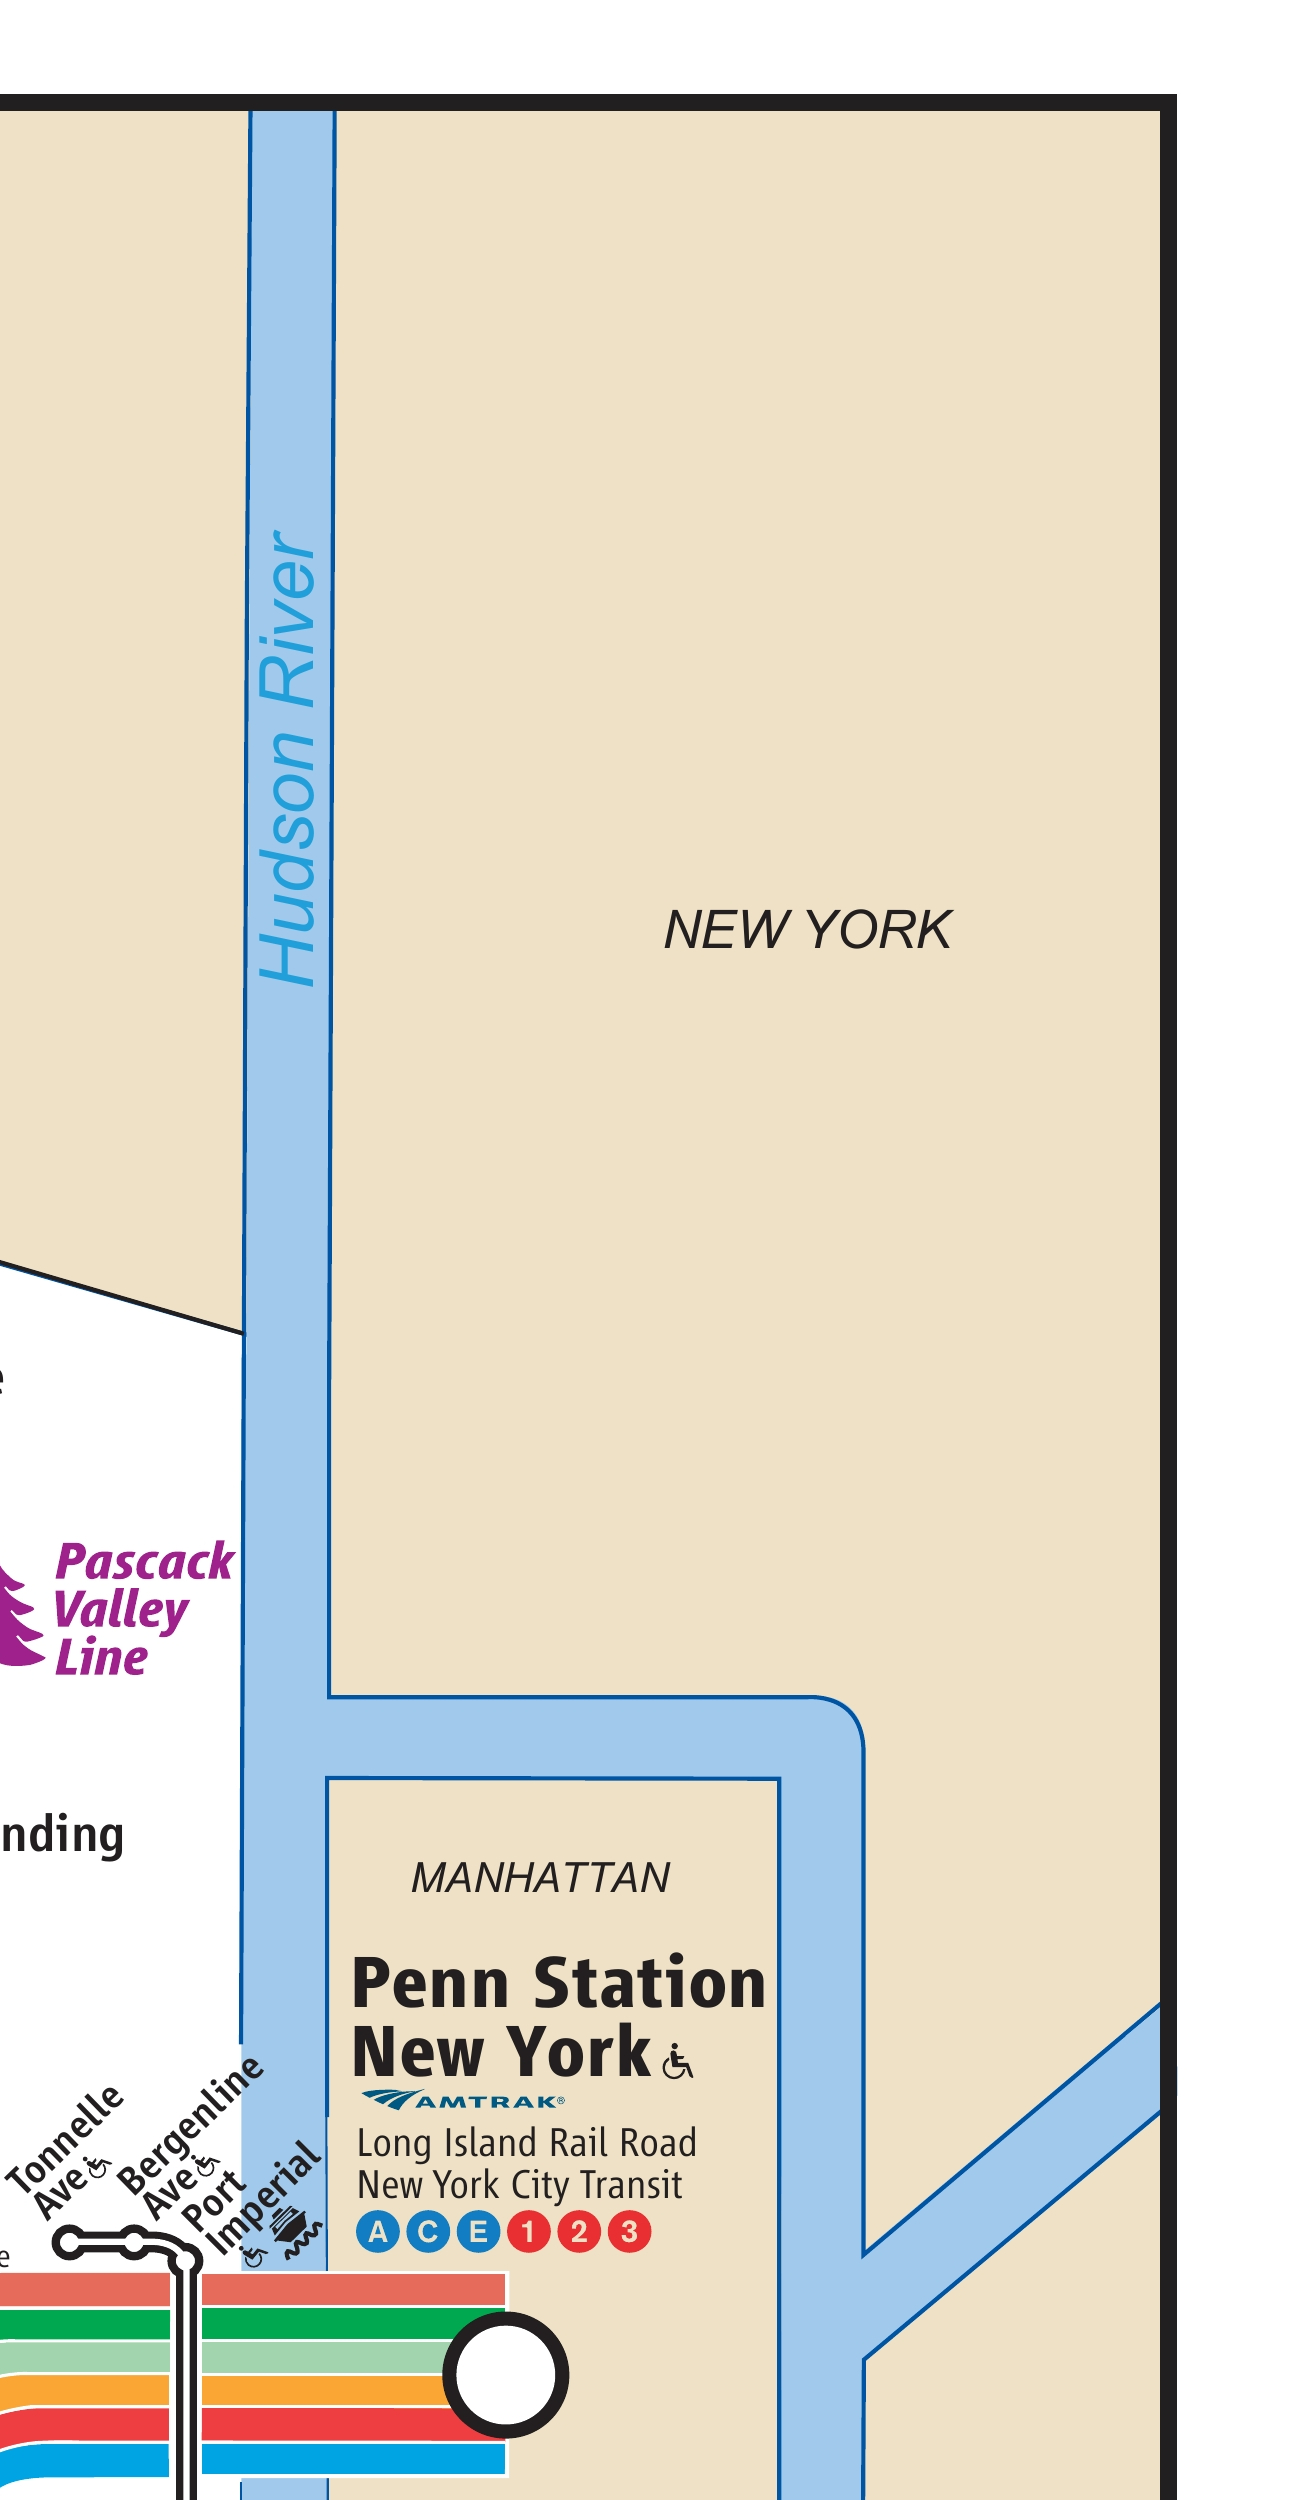 Hudson River
NEW YORK
e
Pascack
Valley
Line
nding
MANHATTAN
Penn Station
New York
AMTRAK®
Long Island Rail Road
New York City Transit
A C E 1 2 3
Tonnelle
Ave
Bergenline
Ave
Port
Imperial
e